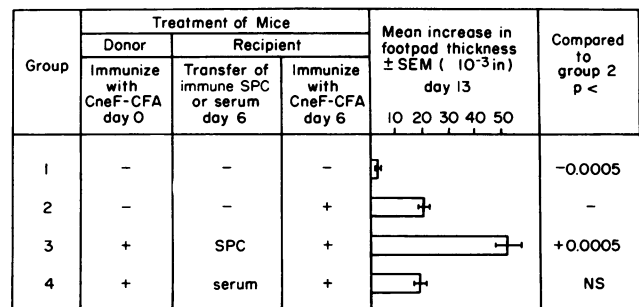 Treatment of Mice
Donor Recipient
Group
Immunize with CneF-CFA day 0
Transfer of immune SPC or serum day 6
Immunize with CneF-CFA day 6
Mean increase in footpad thickness ± SEM ( 10⁻³ in) day 13
10 20 30 40 50
Compared to group 2 p <
1 – – – –0.0005
2 – – + –
3 + SPC + +0.0005
4 + serum + NS